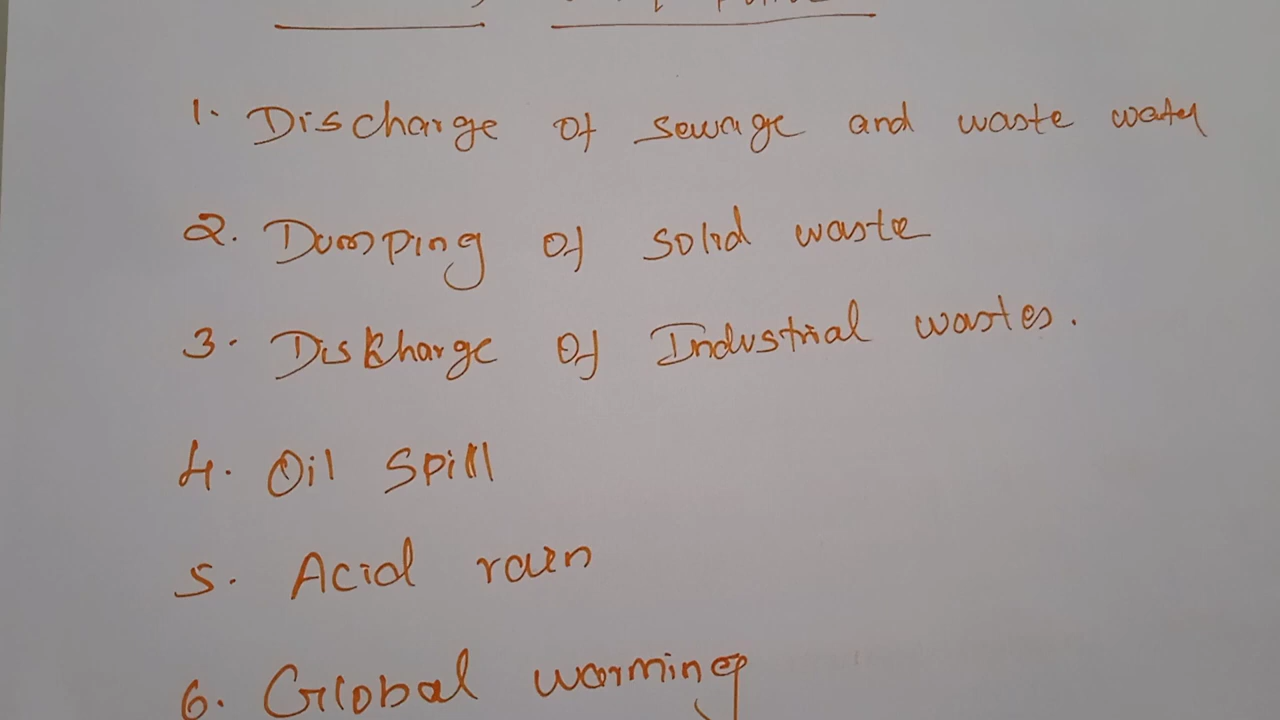 1. Discharge of sewage and waste water
2. Dumping of solid waste
3. Discharge of Industrial wastes.
4. Oil spill
5. Acid rain
6. Global warming